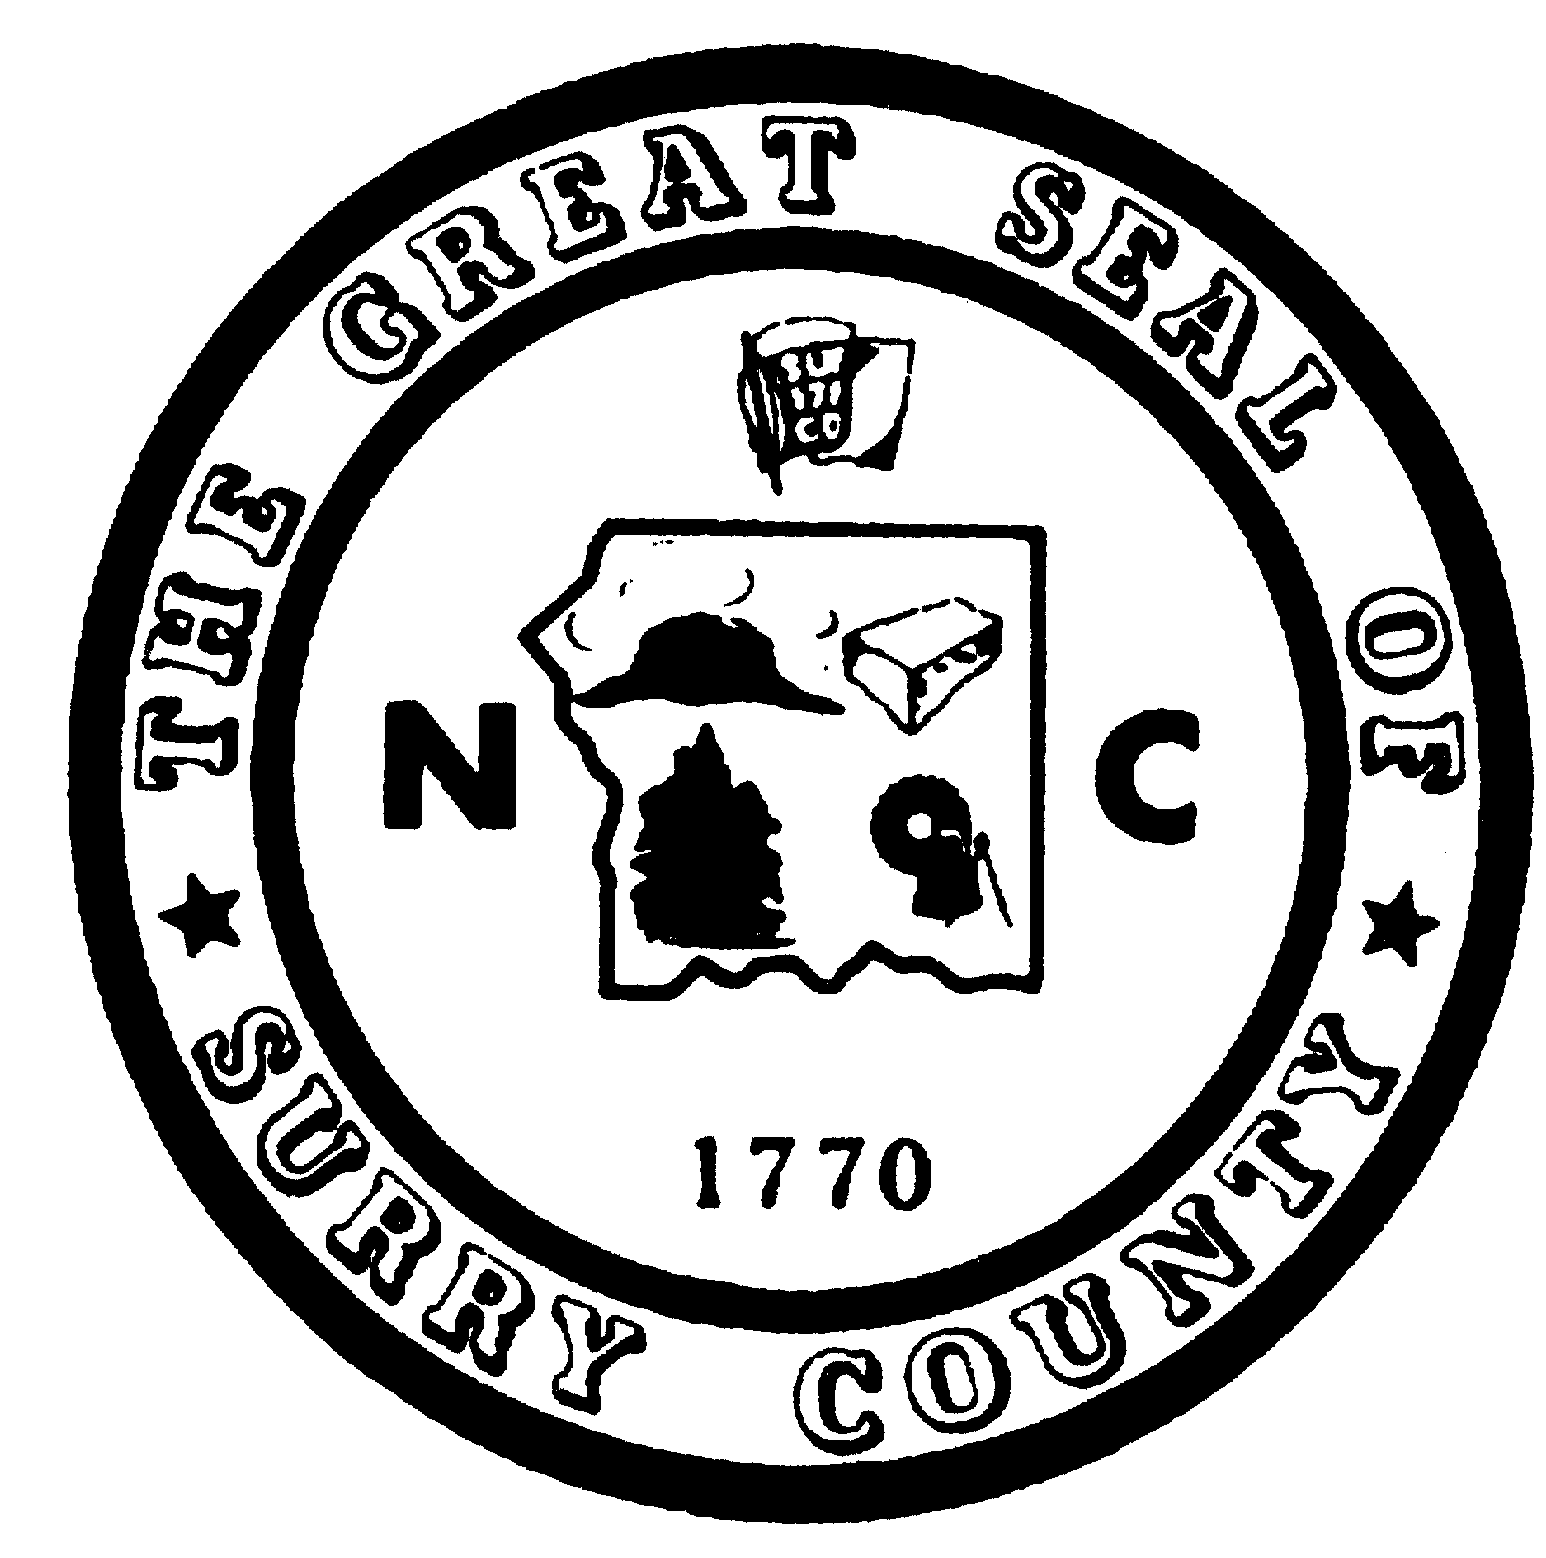 THE GREAT SEAL OF
N C
1770
SURRY COUNTY